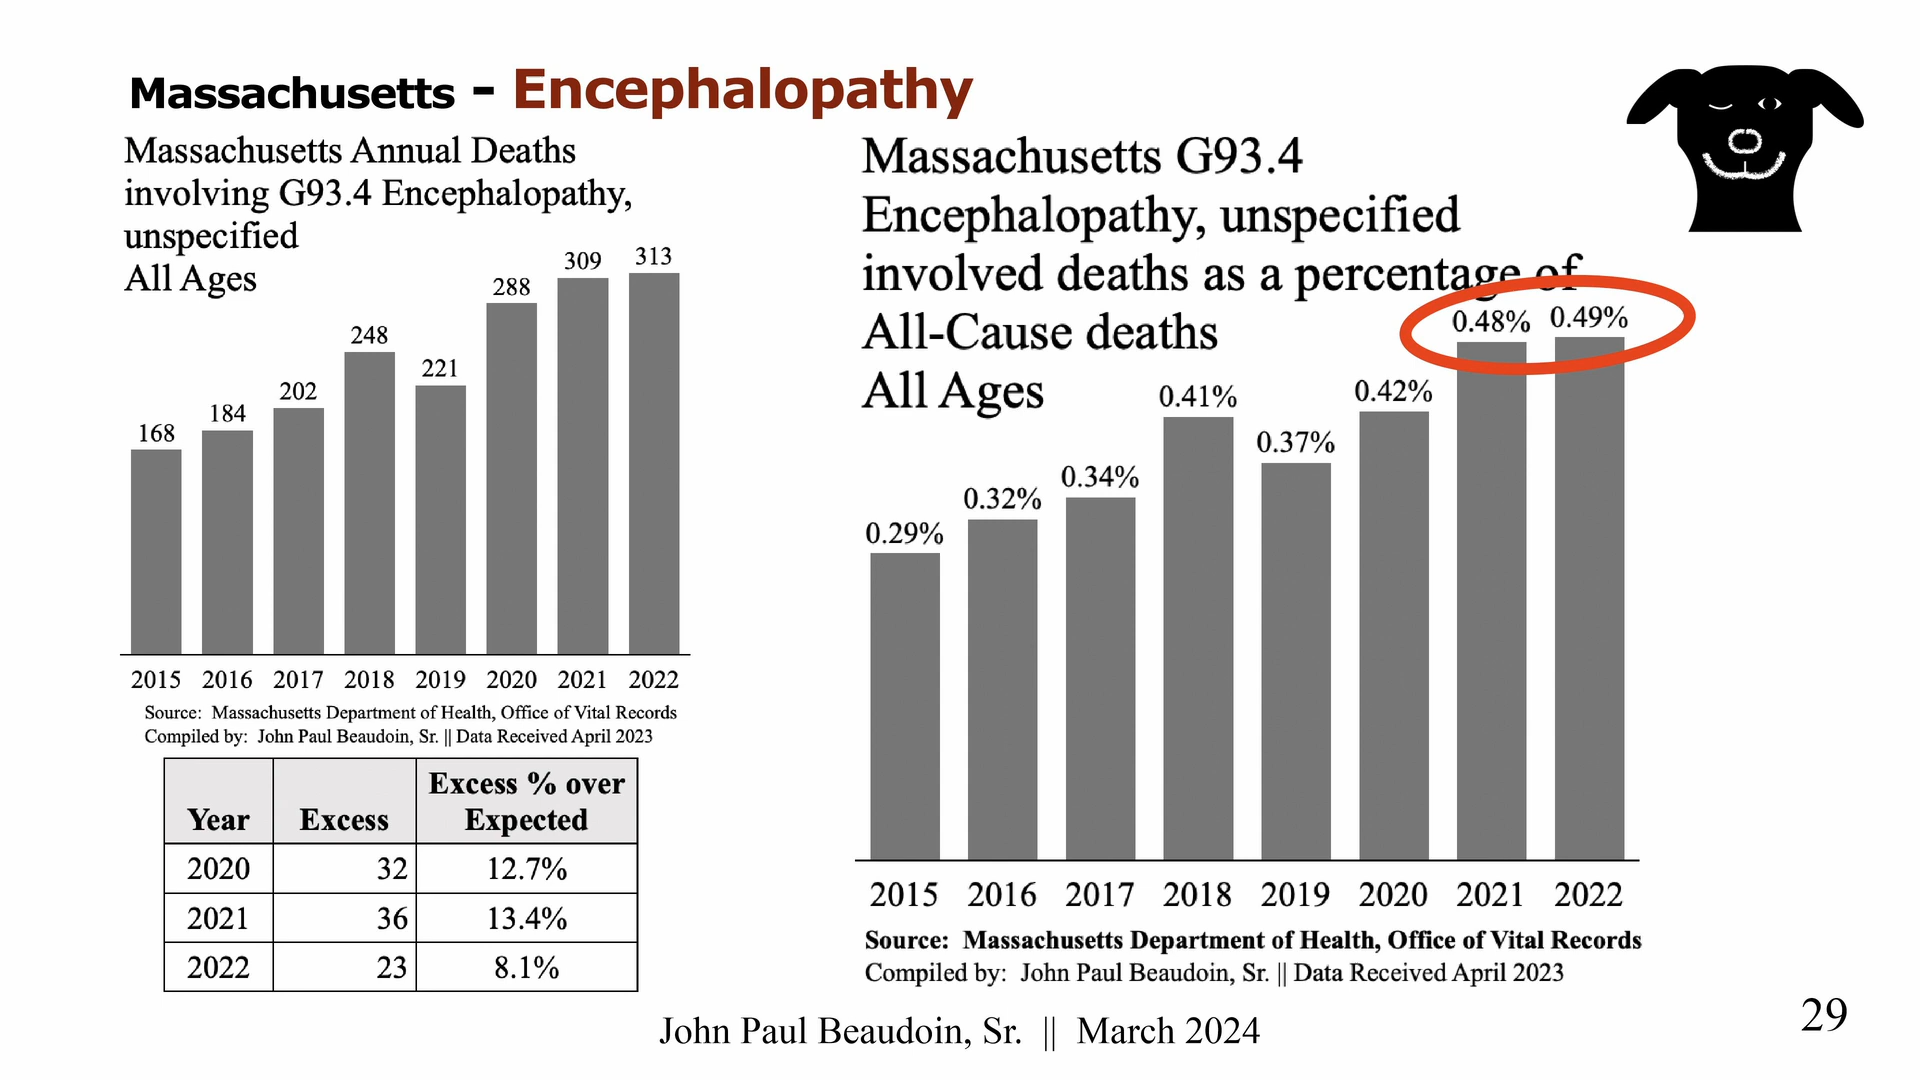 Massachusetts - Encephalopathy
Massachusetts Annual Deaths
involving G93.4 Encephalopathy,
unspecified
All Ages
168
184
202
248
221
288
309
313
2015 2016 2017 2018 2019 2020 2021 2022
Source: Massachusetts Department of Health, Office of Vital Records
Compiled by: John Paul Beaudoin, Sr. || Data Received April 2023
Year Excess Excess % over Expected
2020 32 12.7%
2021 36 13.4%
2022 23 8.1%
Massachusetts G93.4
Encephalopathy, unspecified
involved deaths as a percentage of
All-Cause deaths
All Ages
0.29%
0.32%
0.34%
0.41%
0.37%
0.42%
0.48%
0.49%
2015 2016 2017 2018 2019 2020 2021 2022
Source: Massachusetts Department of Health, Office of Vital Records
Compiled by: John Paul Beaudoin, Sr. || Data Received April 2023
John Paul Beaudoin, Sr. || March 2024
29